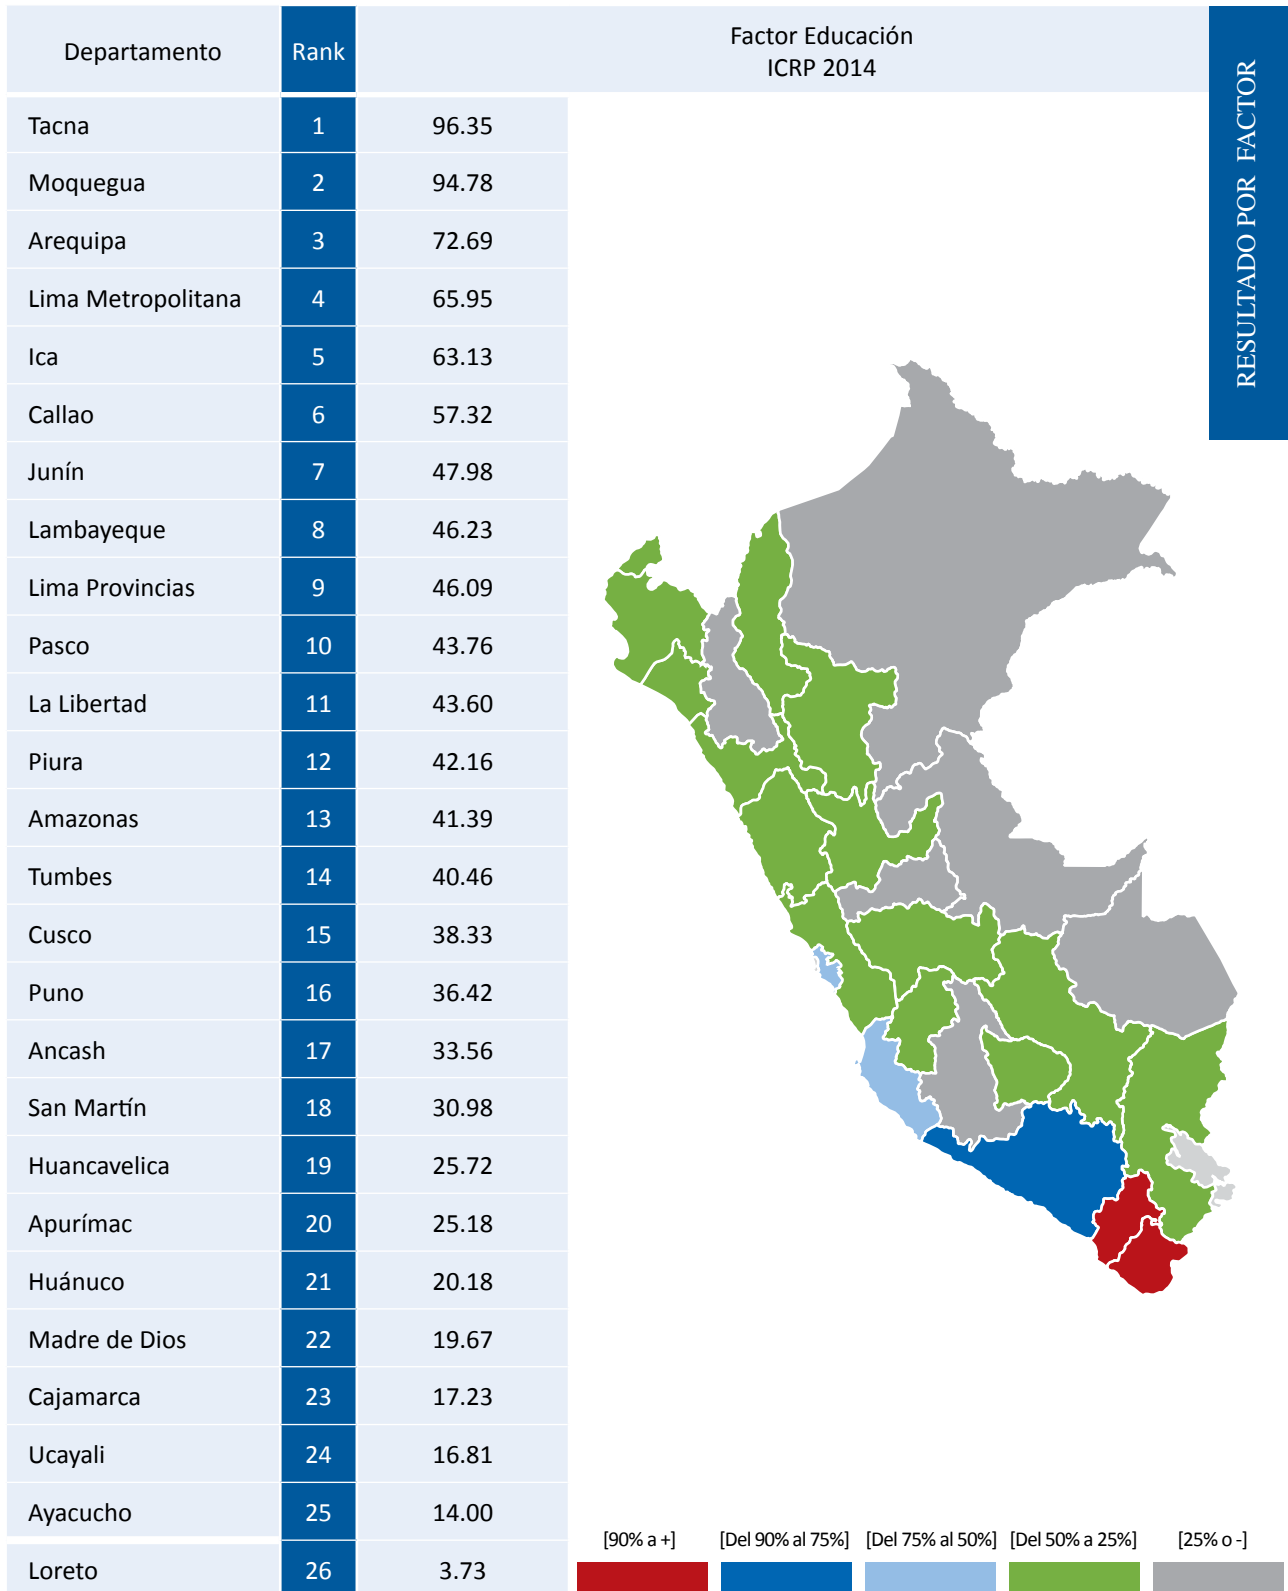 Departamento Rank Factor Educación
ICRP 2014
RESULTADO POR FACTOR
Tacna 1 96.35
Moquegua 2 94.78
Arequipa 3 72.69
Lima Metropolitana 4 65.95
Ica 5 63.13
Callao 6 57.32
Junín 7 47.98
Lambayeque 8 46.23
Lima Provincias 9 46.09
Pasco 10 43.76
La Libertad 11 43.60
Piura 12 42.16
Amazonas 13 41.39
Tumbes 14 40.46
Cusco 15 38.33
Puno 16 36.42
Ancash 17 33.56
San Martín 18 30.98
Huancavelica 19 25.72
Apurímac 20 25.18
Huánuco 21 20.18
Madre de Dios 22 19.67
Cajamarca 23 17.23
Ucayali 24 16.81
Ayacucho 25 14.00
Loreto 26 3.73
[90% a +] [Del 90% al 75%] [Del 75% al 50%] [Del 50% a 25%] [25% o -]